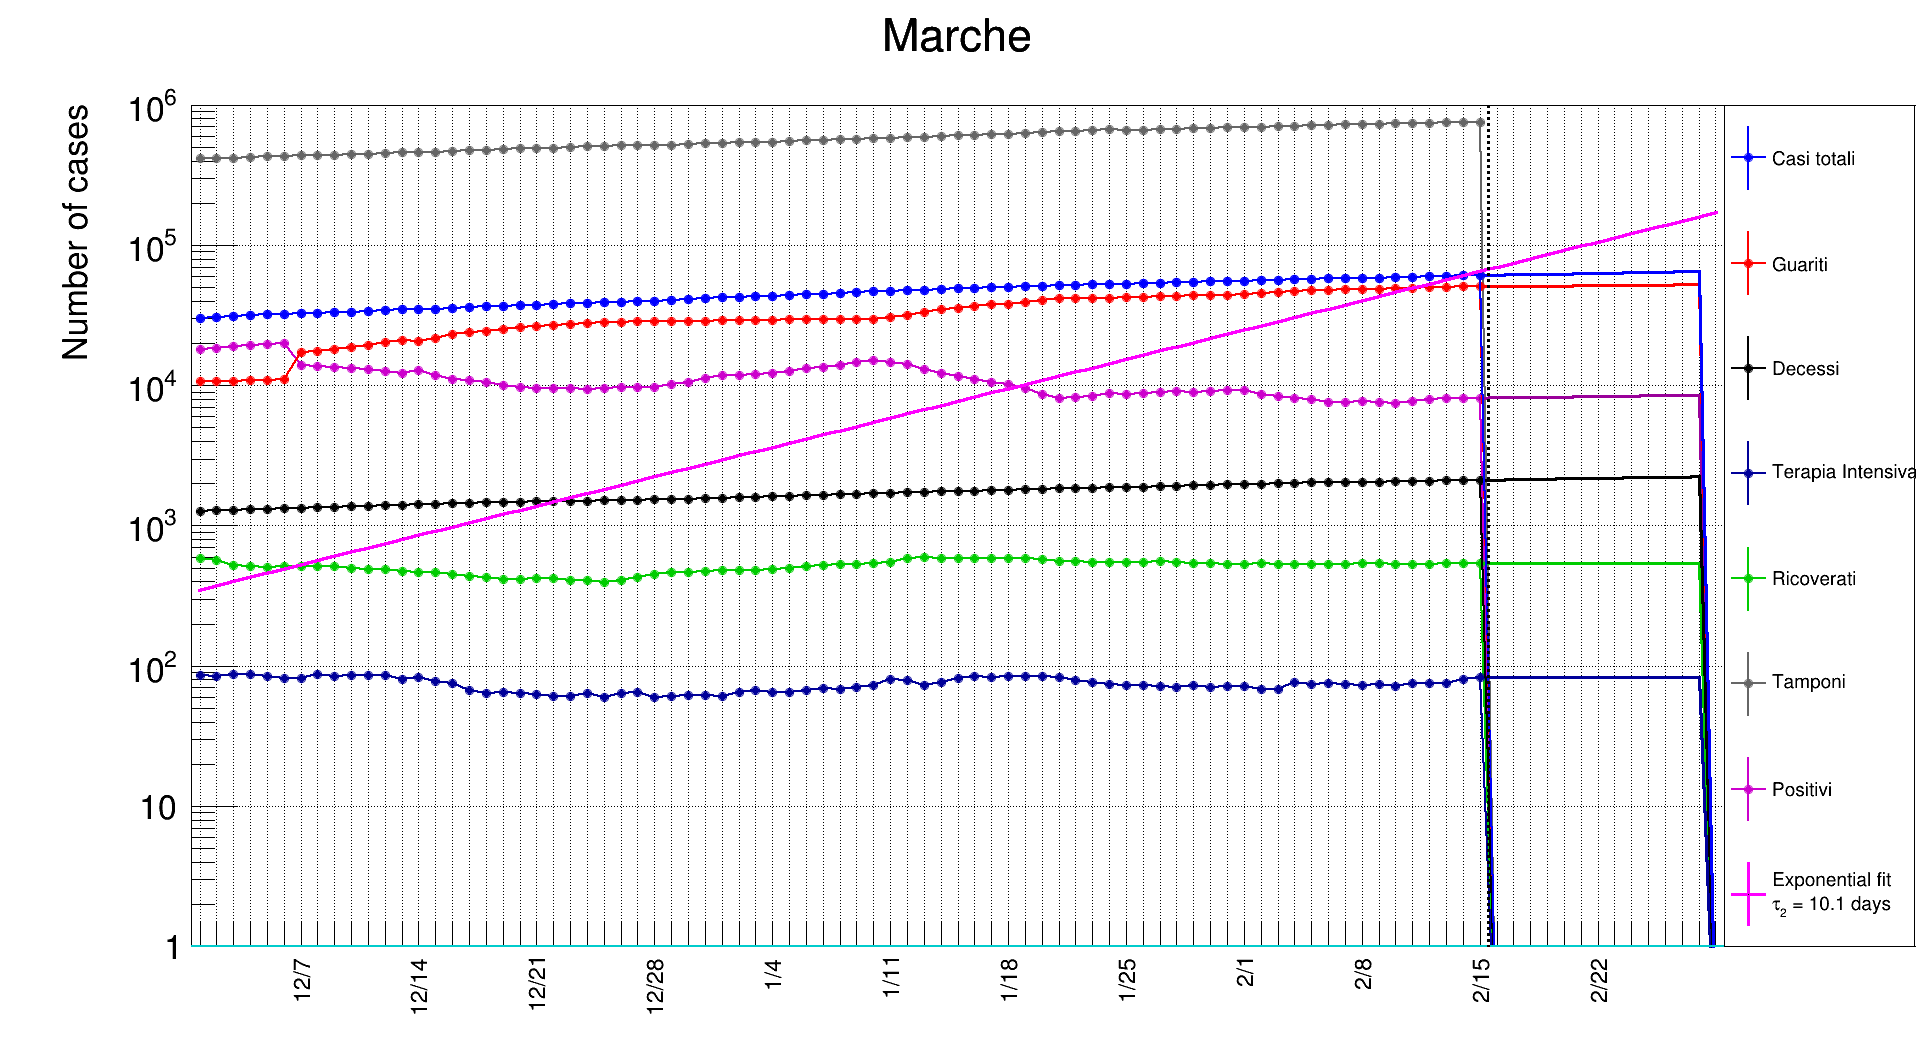 Marche
Number of cases
10^6
10^5
10^4
10^3
10^2
10
1
12/7
12/14
12/21
12/28
1/4
1/11
1/18
1/25
2/1
2/8
2/15
2/22
Casi totali
Guariti
Decessi
Terapia Intensiva
Ricoverati
Tamponi
Positivi
Exponential fit
τ_2 = 10.1 days